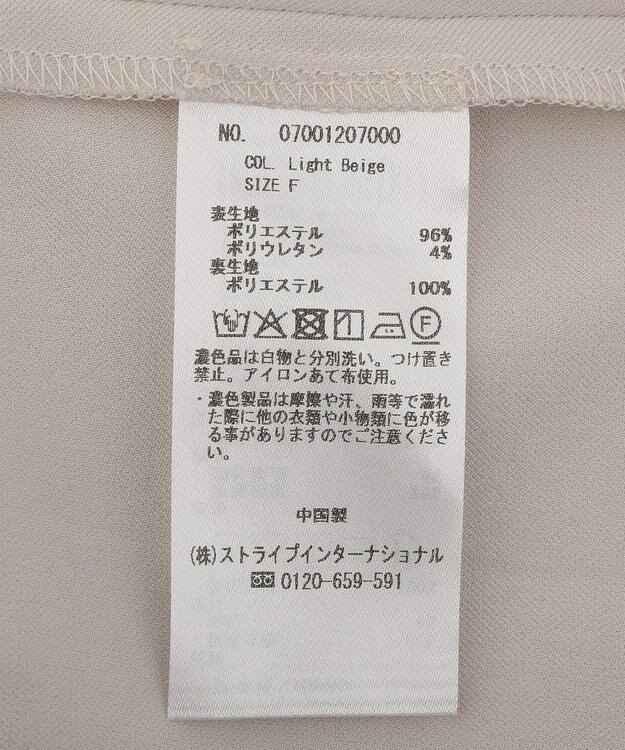 NO. 07001207000
COL. Light Beige
SIZE F
表生地
ポリエステル 96%
ポリウレタン 4%
裏生地
ポリエステル 100%
F
濃色品は白物と分別洗い。つけ置き
禁止。アイロンあて布使用。
・濃色製品は摩擦や汗、雨等で濡れ
た際に他の衣類や小物類に色が移
る事がありますのでご注意くださ
い。
中国製
(株)ストライプインターナショナル
0120-659-591